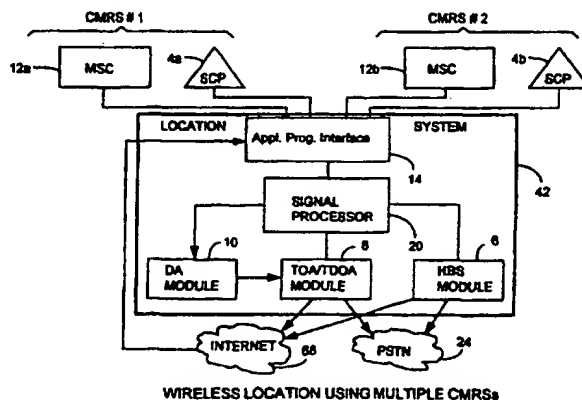 CMRS # 1
CMRS # 2
12a
MSC
4a
SCP
12b
MSC
4b
SCP
LOCATION
Appl. Prog. Interface
SYSTEM
14
42
SIGNAL
PROCESSOR
20
10
DA
MODULE
8
TOA/TDOA
MODULE
6
HBS
MODULE
INTERNET
68
PSTN
24
WIRELESS LOCATION USING MULTIPLE CMRSs